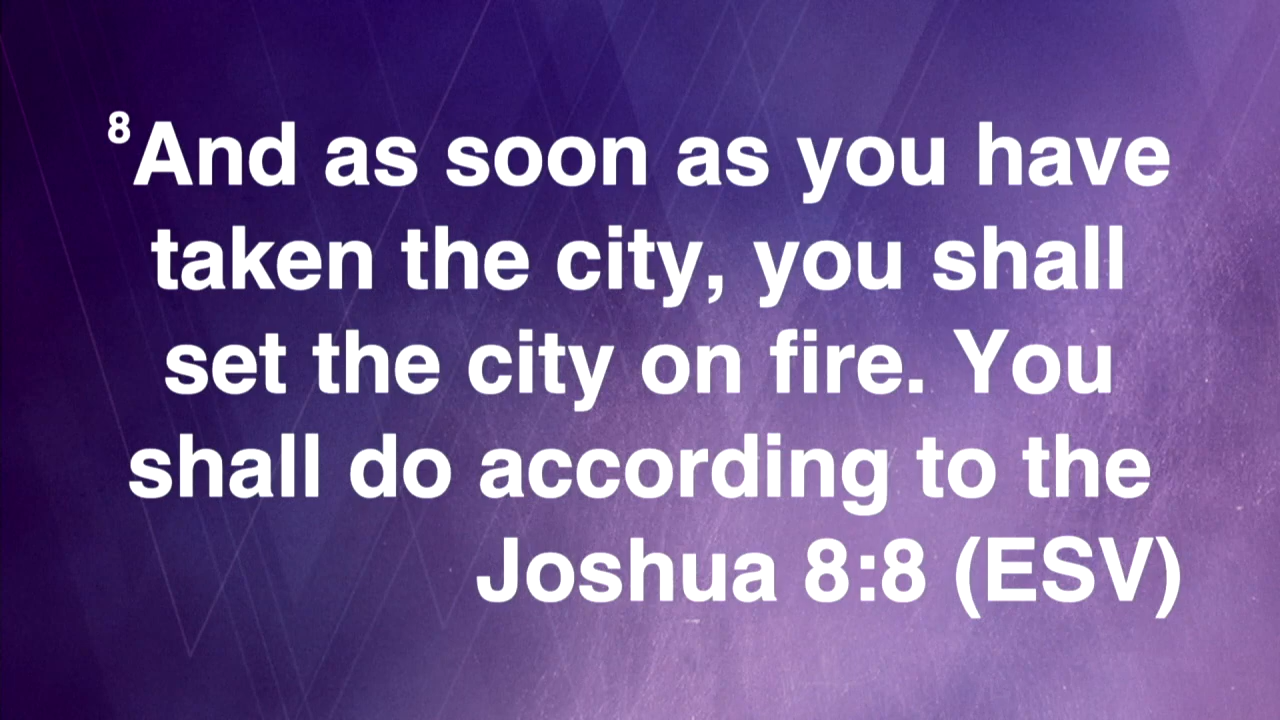 ⁸And as soon as you have
taken the city, you shall
set the city on fire. You
shall do according to the
Joshua 8:8 (ESV)